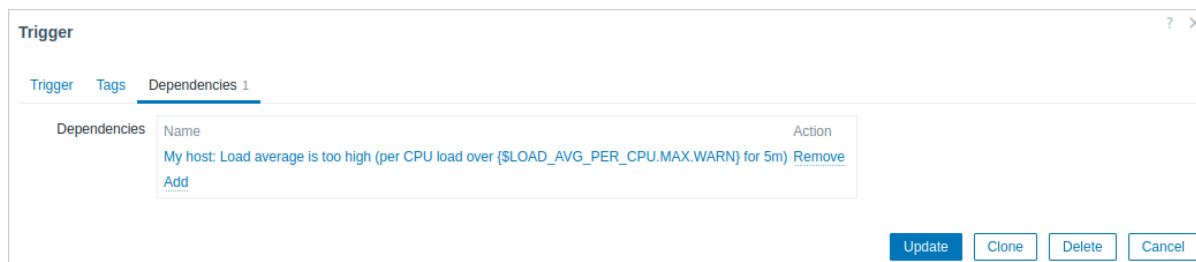 Trigger
?
Trigger Tags Dependencies 1
Dependencies Name Action
My host: Load average is too high (per CPU load over {$LOAD_AVG_PER_CPU.MAX.WARN} for 5m) Remove
Add
Update Clone Delete Cancel